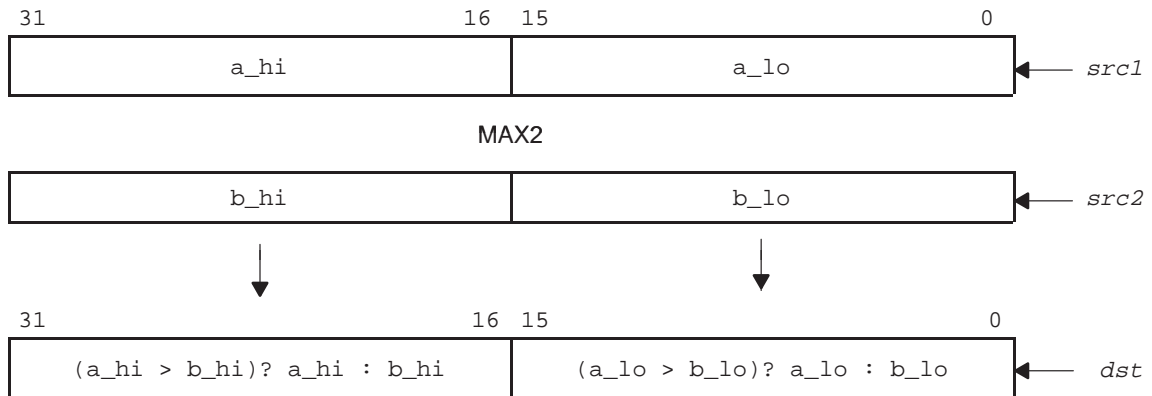 31 16 15 0
a_hi a_lo src1
MAX2
b_hi b_lo src2
31 16 15 0
(a_hi > b_hi)? a_hi : b_hi (a_lo > b_lo)? a_lo : b_lo dst